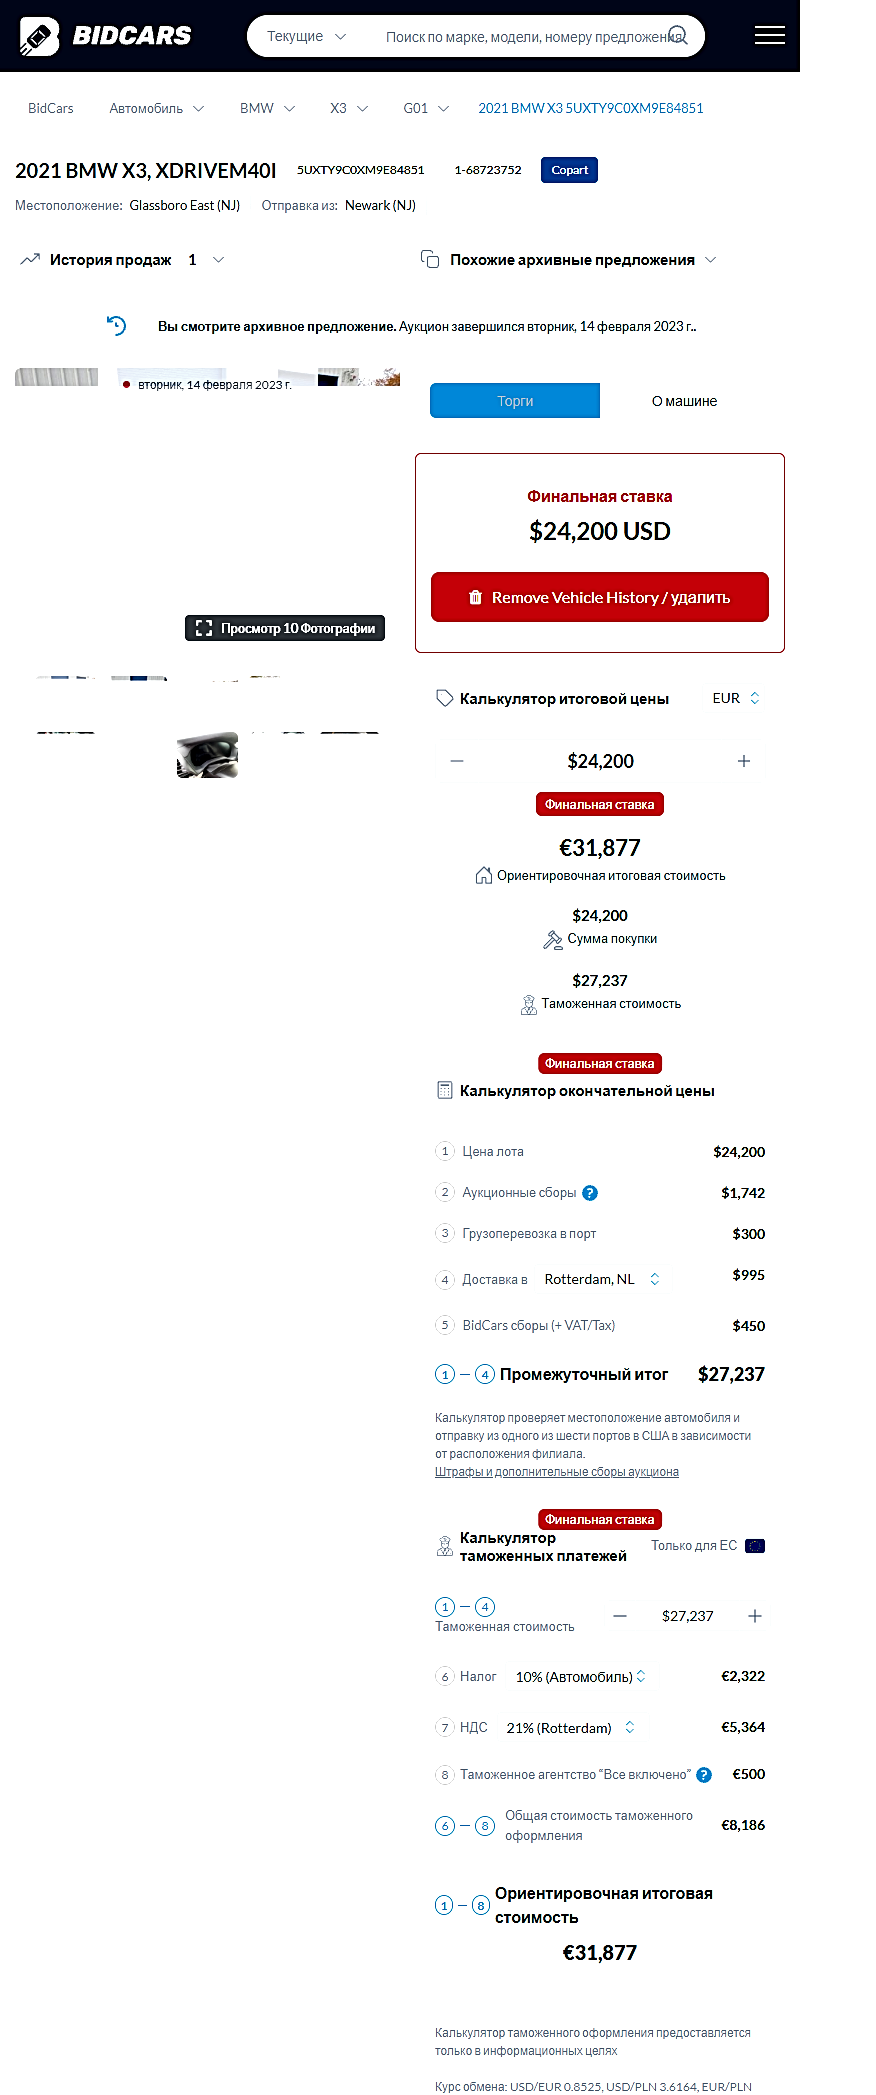 BIDCARS
Текущие
Поиск по марке, модели, номеру предложения
BidCars Автомобиль BMW X3 G01 2021 BMW X3 5UXTY9C0XM9E84851
2021 BMW X3, XDRIVEM40I 5UXTY9C0XM9E84851 1-68723752 Copart
Местоположение: Glassboro East (NJ) Отправка из: Newark (NJ)
История продаж 1
Похожие архивные предложения
Вы смотрите архивное предложение. Аукцион завершился вторник, 14 февраля 2023 г..
вторник, 14 февраля 2023 г.
Просмотр 10 Фотографии
Торги
О машине
Финальная ставка
$24,200 USD
Remove Vehicle History / удалить
Калькулятор итоговой цены EUR
$24,200
Финальная ставка
€31,877
Ориентировочная итоговая стоимость
$24,200
Сумма покупки
$27,237
Таможенная стоимость
Финальная ставка
Калькулятор окончательной цены
1 Цена лота $24,200
2 Аукционные сборы ? $1,742
3 Грузоперевозка в порт $300
4 Доставка в Rotterdam, NL $995
5 BidCars сборы (+ VAT/Tax) $450
1 – 4 Промежуточный итог $27,237
Калькулятор проверяет местоположение автомобиля и
отправку из одного из шести портов в США в зависимости
от расположения филиала.
Штрафы и дополнительные сборы аукциона
Финальная ставка
Калькулятор
таможенных платежей
Только для ЕС
1 – 4
Таможенная стоимость
$27,237
6 Налог 10% (Автомобиль) €2,322
7 НДС 21% (Rotterdam) €5,364
8 Таможенное агентство "Все включено" ? €500
6 – 8 Общая стоимость таможенного
оформления
€8,186
1 – 8 Ориентировочная итоговая
стоимость
€31,877
Калькулятор таможенного оформления предоставляется
только в информационных целях
Курс обмена: USD/EUR 0.8525, USD/PLN 3.6164, EUR/PLN